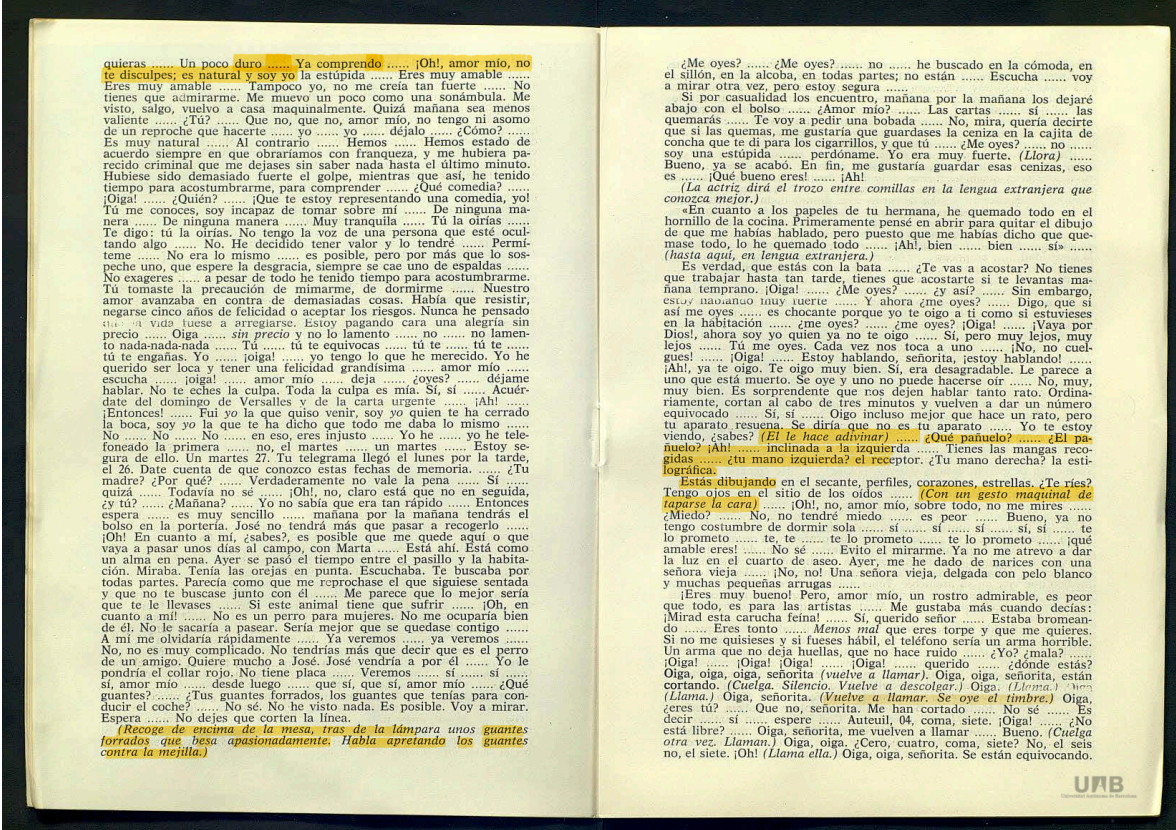 quieras ...... Un poco duro ...... Ya comprendo ...... ¡Oh!, amor mío, no
te disculpes; es natural y soy yo la estúpida ...... Eres muy amable ......
Eres muy amable ...... Tampoco yo, no me creía tan fuerte ...... No
tienes que admirarme. Me muevo un poco como una sonámbula. Me
visto, salgo, vuelvo a casa maquinalmente. Quizá mañana sea menos
valiente ...... ¿Tú? ...... Que no, que no, amor mío, no tengo ni asomo
de un reproche que hacerte ...... yo ...... yo ...... déjalo ...... ¿Cómo? ......
Es muy natural ...... Al contrario ...... Hemos ...... Hemos estado de
acuerdo siempre en que obraríamos con franqueza, y me hubiera pa-
recido criminal que me dejases sin saber nada hasta el último minuto.
Hubiese sido demasiado fuerte el golpe, mientras que así, he tenido
tiempo para acostumbrarme, para comprender ...... ¿Qué comedia? ......
¡Oiga! ...... ¿Quién? ...... ¡Que te estoy representando una comedia, yo!
Tú me conoces, soy incapaz de tomar sobre mí ...... De ninguna ma-
nera ...... De ninguna manera ...... Muy tranquila ...... Tú la oirías ......
Te digo: tú la oirías. No tengo la voz de una persona que esté ocul-
tando algo ...... No. He decidido tener valor y lo tendré ...... Permí-
teme ...... No era lo mismo ...... es posible, pero por más que lo sos-
peche uno, que espere la desgracia, siempre se cae uno de espaldas ......
No exageres ...... a pesar de todo he tenido tiempo para acostumbrarme.
Tú tomaste la precaución de mimarme, de dormirme ...... Nuestro
amor avanzaba en contra de demasiadas cosas. Había que resistir,
negarse cinco años de felicidad o aceptar los riesgos. Nunca he pensado
vida fuese a arreglarse. Estoy pagando cara una alegría sin
precio ...... Oiga ...... sin precio y no lo lamento ...... no ...... no lamen-
to nada-nada-nada ...... Tú ...... tú te equivocas ...... tú te ...... tú te ......
tú te engañas. Yo ...... ¡oiga! ...... yo tengo lo que he merecido. Yo he
querido ser loca y tener una felicidad grandísima ...... amor mío ......
escucha ...... ¡oiga! ...... amor mío ...... deja ...... ¿oyes? ...... déjame
hablar. No te eches la culpa. Toda la culpa es mía. Sí, sí ...... Acuér-
date del domingo de Versalles y de la carta urgente ...... ¡Ah! ......
¡Entonces! ...... Fui yo la que quiso venir, soy yo quien te ha cerrado
la boca, soy yo la que te ha dicho que todo me daba lo mismo ......
No ...... No ...... No ...... en eso, eres injusto ...... Yo he ...... yo he tele-
foneado la primera ...... no, el martes ...... un martes ...... Estoy se-
gura de ello. Un martes 27. Tu telegrama llegó el lunes por la tarde,
el 26. Date cuenta de que conozco estas fechas de memoria. ...... ¿Tu
madre? ¿Por qué? ...... Verdaderamente no vale la pena ...... Sí ......
quizá ...... Todavía no sé ...... ¡Oh!, no, claro está que no en seguida,
¿y tú? ...... ¿Mañana? ...... Yo no sabía que era tan rápido ...... Entonces
espera ...... es muy sencillo ...... mañana por la mañana tendrás el
bolso en la portería. José no tendrá más que pasar a recogerlo ......
¡Oh! En cuanto a mí, ¿sabes?, es posible que me quede aquí o que
vaya a pasar unos días al campo, con Marta ...... Está ahí. Está como
un alma en pena. Ayer se pasó el tiempo entre el pasillo y la habita-
ción. Miraba. Tenía las orejas en punta. Escuchaba. Te buscaba por
todas partes. Parecía como que me reprochase el que siguiese sentada
y que no te buscase junto con él ...... Me parece que lo mejor sería
que te lo llevases ...... Si este animal tiene que sufrir ...... ¡Oh, en
cuanto a mí! ...... No es un perro para mujeres. No me ocuparía bien
de él. No le sacaría a pasear. Sería mejor que se quedase contigo ......
A mí me olvidaría rápidamente ...... Ya veremos ...... ya veremos ......
No, no es muy complicado. No tendrías más que decir que es el perro
de un amigo. Quiere mucho a José. José vendría a por él ...... Yo le
pondría el collar rojo. No tiene placa ...... Veremos ...... sí ...... sí ......
sí, amor mío ...... desde luego ...... que sí, que sí, amor mío ...... ¿Qué
guantes? ...... ¿Tus guantes forrados, los guantes que tenías para con-
ducir el coche? ...... No sé. No he visto nada. Es posible. Voy a mirar.
Espera ...... No dejes que corten la línea.
(Recoge de encima de la mesa, tras de la lámpara unos guantes
forrados que besa apasionadamente. Habla apretando los guantes
contra la mejilla.)
¿Me oyes? ...... ¿Me oyes? ...... no ...... he buscado en la cómoda, en
el sillón, en la alcoba, en todas partes; no están ...... Escucha ...... voy
a mirar otra vez, pero estoy segura ......
Si por casualidad los encuentro, mañana por la mañana los dejaré
abajo con el bolso ...... ¿Amor mío? ...... Las cartas ...... sí ...... las
quemarás ...... Te voy a pedir una bobada ...... No, mira, quería decirte
que si las quemas, me gustaría que guardases la ceniza en la cajita de
concha que te di para los cigarrillos, y que tú ...... ¿Me oyes? ...... no ......
soy una estúpida ...... perdóname. Yo era muy fuerte. (Llora) ......
Bueno, ya se acabó. En fin, me gustaría guardar esas cenizas, eso
es ...... ¡Qué bueno eres! ...... ¡Ah!
(La actriz dirá el trozo entre comillas en la lengua extranjera que
conozca mejor.)
«En cuanto a los papeles de tu hermana, he quemado todo en el
hornillo de la cocina. Primeramente pensé en abrir para quitar el dibujo
de que me habías hablado, pero puesto que me habías dicho que que-
mase todo, lo he quemado todo ...... ¡Ah!, bien ...... bien ...... sí» ......
(hasta aquí, en lengua extranjera.)
Es verdad, que estás con la bata ...... ¿Te vas a acostar? No tienes
que trabajar hasta tan tarde, tienes que acostarte si te levantas ma-
ñana temprano. ¡Oiga! ...... ¿Me oyes? ...... ¿y así? ...... Sin embargo,
estoy hablando muy fuerte ...... Y ahora ¿me oyes? ...... Digo, que si
así me oyes ...... es chocante porque yo te oigo a ti como si estuvieses
en la habitación ...... ¿me oyes? ...... ¿me oyes? ¡Oiga! ...... ¡Vaya por
Dios!, ahora soy yo quien ya no te oigo ...... Sí, pero muy lejos, muy
lejos ...... Tú me oyes. Cada vez nos toca a uno ...... ¡No, no cuel-
gues! ...... ¡Oiga! ...... Estoy hablando, señorita, ¡estoy hablando! ......
¡Ah!, ya te oigo. Te oigo muy bien. Sí, era desagradable. Le parece a
uno que está muerto. Se oye y uno no puede hacerse oír ...... No, muy,
muy bien. Es sorprendente que nos dejen hablar tanto rato. Ordina-
riamente, cortan al cabo de tres minutos y vuelven a dar un número
equivocado ...... Sí, sí ...... Oigo incluso mejor que hace un rato, pero
tu aparato resuena. Se diría que no es tu aparato ...... Yo te estoy
viendo, ¿sabes? (El le hace adivinar) ...... ¿Qué pañuelo? ...... ¿El pa-
ñuelo? ¡Ah! ...... inclinada a la izquierda ...... Tienes las mangas reco-
gidas ...... ¿tu mano izquierda? el receptor. ¿Tu mano derecha? la esti-
lográfica.
Estás dibujando en el secante, perfiles, corazones, estrellas. ¿Te ríes?
Tengo ojos en el sitio de los oídos ...... (Con un gesto maquinal de
taparse la cara) ...... ¡Oh!, no, amor mío, sobre todo, no me mires ......
¿Miedo? ...... No, no tendré miedo ...... es peor ...... Bueno, ya no
tengo costumbre de dormir sola ...... sí ...... sí ...... sí ...... sí, sí ...... te
lo prometo ...... te, te ...... te lo prometo ...... te lo prometo ...... ¡qué
amable eres! ...... No sé ...... Evito el mirarme. Ya no me atrevo a dar
la luz en el cuarto de aseo. Ayer, me he dado de narices con una
señora vieja ...... ¡No, no! Una señora vieja, delgada con pelo blanco
y muchas pequeñas arrugas ......
¡Eres muy bueno! Pero, amor mío, un rostro admirable, es peor
que todo, es para las artistas ...... Me gustaba más cuando decías:
¡Mirad esta carucha feína! ...... Sí, querido señor ...... Estaba bromean-
do ...... Eres tonto ...... Menos mal que eres torpe y que me quieres.
Si no me quisieses y si fueses hábil, el teléfono sería un arma horrible.
Un arma que no deja huellas, que no hace ruido ...... ¿Yo? ¿mala? ......
¡Oiga! ...... ¡Oiga! ¡Oiga! ...... ¡Oiga! ...... querido ...... ¿dónde estás?
Oiga, oiga, oiga, señorita (vuelve a llamar). Oiga, oiga, señorita, están
cortando. (Cuelga. Silencio. Vuelve a descolgar.) Oiga. (Llama.) Oiga
(Llama.) Oiga, señorita. (Vuelve a llamar. Se oye el timbre.) Oiga,
¿eres tú? ...... Que no, señorita. Me han cortado ...... No sé ...... Es
decir ...... sí ...... espere ...... Auteuil, 04, coma, siete. ¡Oiga! ...... ¿No
está libre? ...... Oiga, señorita, me vuelven a llamar ...... Bueno. (Cuelga
otra vez. Llaman.) Oiga, oiga. ¿Cero, cuatro, coma, siete? No, el seis
no, el siete. ¡Oh! (Llama ella.) Oiga, oiga, señorita. Se están equivocando.
UAB
Universitat Autònoma de Barcelona